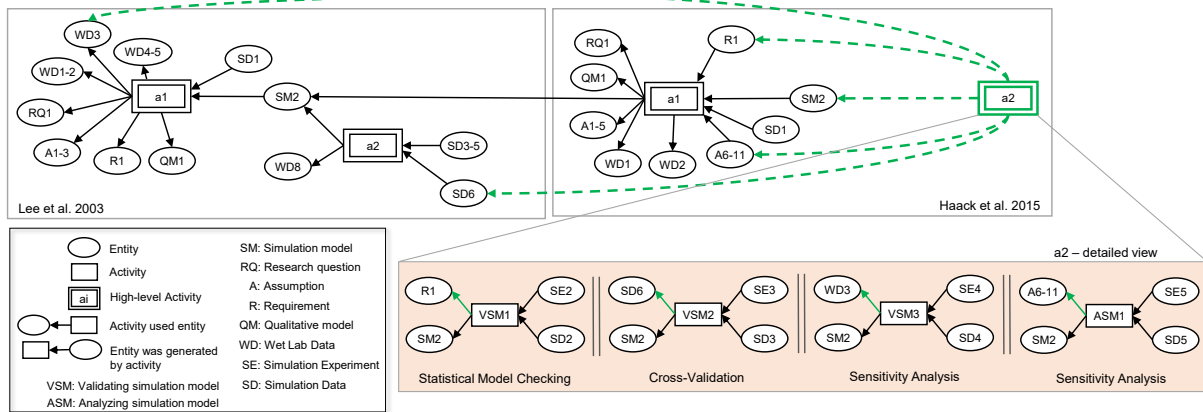 WD3
WD4-5
SD1
WD1-2
a1
RQ1
A1-3
R1
QM1
SM2
a2
WD8
SD3-5
SD6
Lee et al. 2003
RQ1
R1
QM1
a1
SM2
a2
A1-5
SD1
WD1
WD2
A6-11
Haack et al. 2015
Entity
Activity
ai
High-level Activity
Activity used entity
Entity was generated
by activity
VSM: Validating simulation model
ASM: Analyzing simulation model
SM: Simulation model
RQ: Research question
A: Assumption
R: Requirement
QM: Qualitative model
WD: Wet Lab Data
SE: Simulation Experiment
SD: Simulation Data
a2 – detailed view
R1
SE2
VSM1
SM2
SD2
Statistical Model Checking
SD6
SE3
VSM2
SM2
SD3
Cross-Validation
WD3
SE4
VSM3
SM2
SD4
Sensitivity Analysis
A6-11
SE5
ASM1
SM2
SD5
Sensitivity Analysis